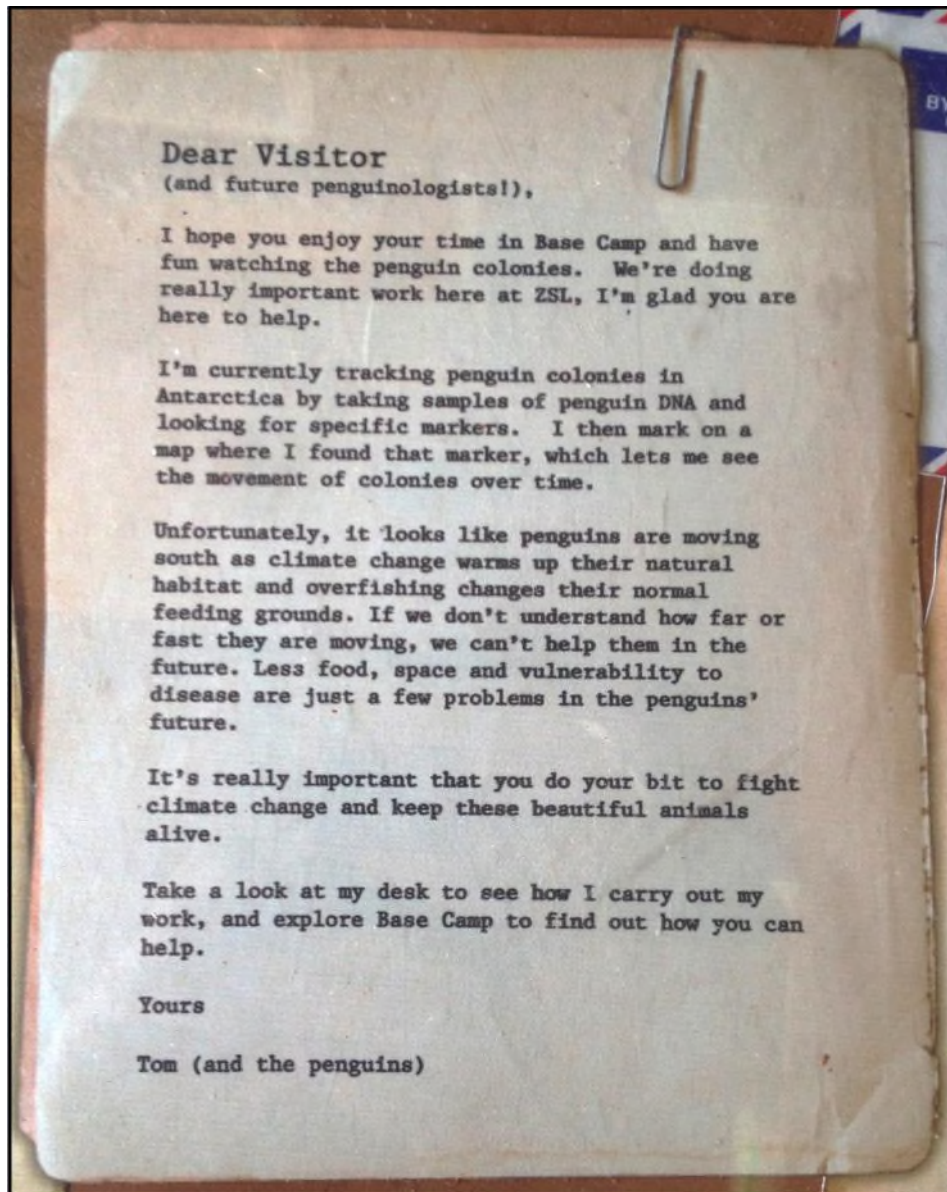 BY
Dear Visitor
(and future penguinologists!),
I hope you enjoy your time in Base Camp and have
fun watching the penguin colonies. We're doing
really important work here at ZSL, I'm glad you are
here to help.
I'm currently tracking penguin colonies in
Antarctica by taking samples of penguin DNA and
looking for specific markers. I then mark on a
map where I found that marker, which lets me see
the movement of colonies over time.
Unfortunately, it looks like penguins are moving
south as climate change warms up their natural
habitat and overfishing changes their normal
feeding grounds. If we don't understand how far or
fast they are moving, we can't help them in the
future. Less food, space and vulnerability to
disease are just a few problems in the penguins'
future.
It's really important that you do your bit to fight
climate change and keep these beautiful animals
alive.
Take a look at my desk to see how I carry out my
work, and explore Base Camp to find out how you can
help.
Yours
Tom (and the penguins)